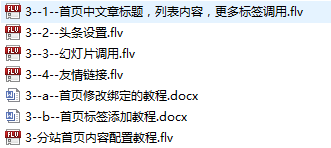 3--1--首页中文章标题，列表内容，更多标签调用.flv
3--2--头条设置.flv
3--3--幻灯片调用.flv
3--4--友情链接.flv
3--a--首页修改绑定的教程.docx
3--b--首页标签添加教程.docx
3-分站首页内容配置教程.flv